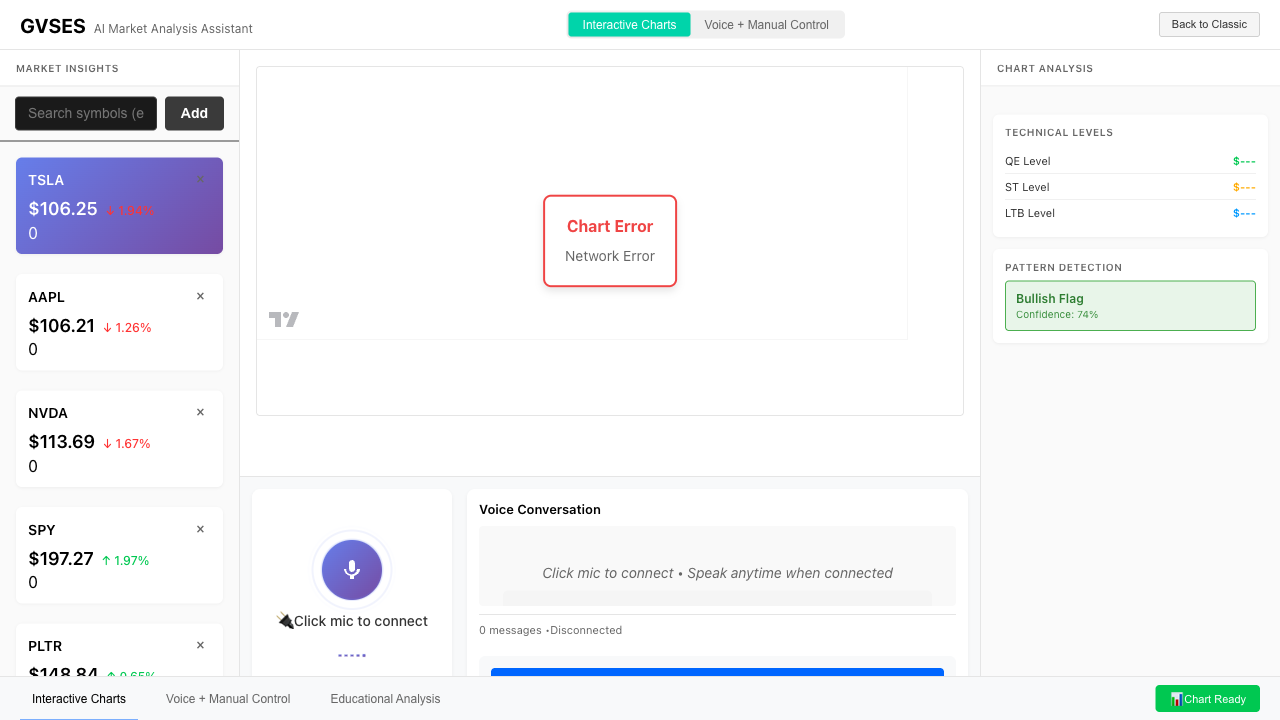 GVSES AI Market Analysis Assistant
Interactive Charts
Voice + Manual Control
Back to Classic
MARKET INSIGHTS
Search symbols (e
Add
TSLA
$106.25 ↓ 1.94%
0
AAPL ×
$106.21 ↓ 1.26%
0
NVDA ×
$113.69 ↓ 1.67%
0
SPY ×
$197.27 ↑ 1.97%
0
PLTR ×
$148.84 ↑ 0.65%
Chart Error
Network Error
Click mic to connect
Voice Conversation
Click mic to connect • Speak anytime when connected
0 messages •Disconnected
CHART ANALYSIS
TECHNICAL LEVELS
QE Level $---
ST Level $---
LTB Level $---
PATTERN DETECTION
Bullish Flag
Confidence: 74%
Interactive Charts
Voice + Manual Control
Educational Analysis
Chart Ready